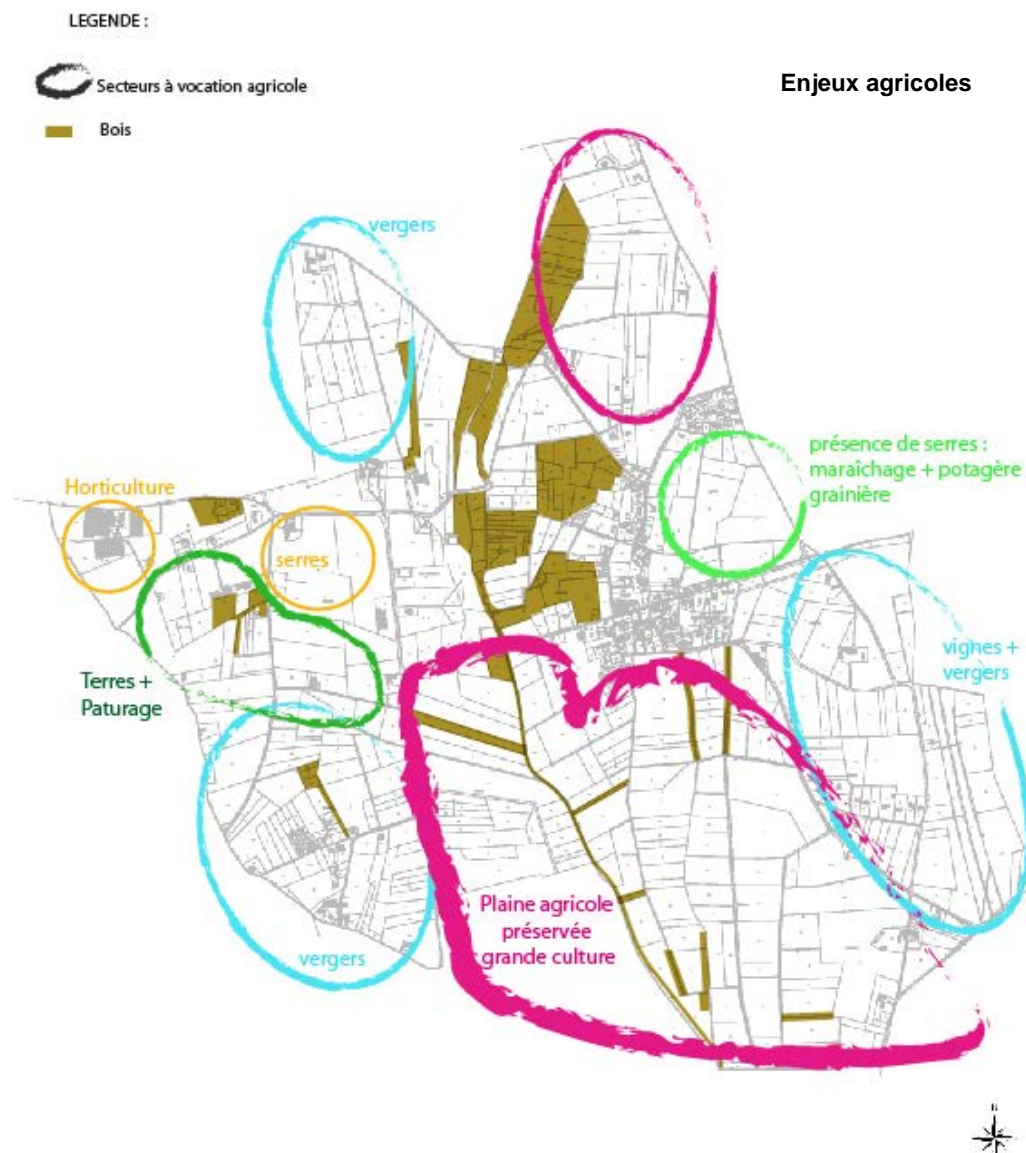 LEGENDE :
Secteurs à vocation agricole
Bois
Enjeux agricoles
vergers
présence de serres :
maraîchage + potagère
grainière
Horticulture
serres
vignes +
vergers
Terres +
Paturage
Plaine agricole
préservée
grande culture
vergers